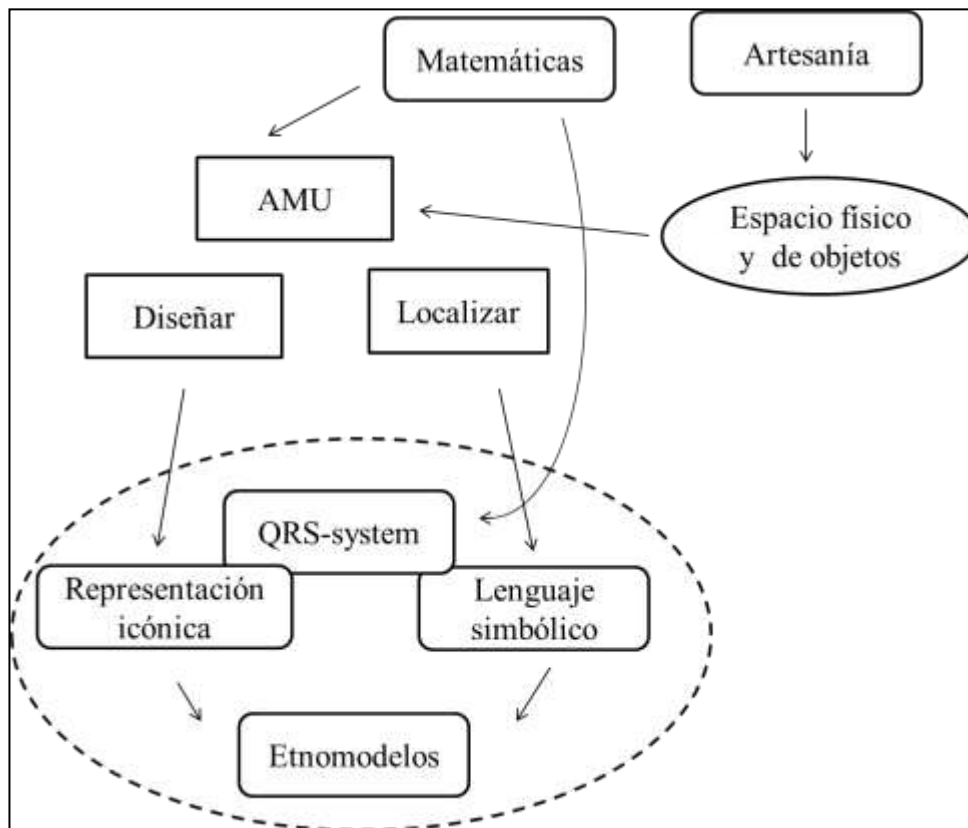 Matemáticas
Artesanía
AMU
Espacio físico
y de objetos
Diseñar
Localizar
QRS-system
Representación
icónica
Lenguaje
simbólico
Etnomodelos